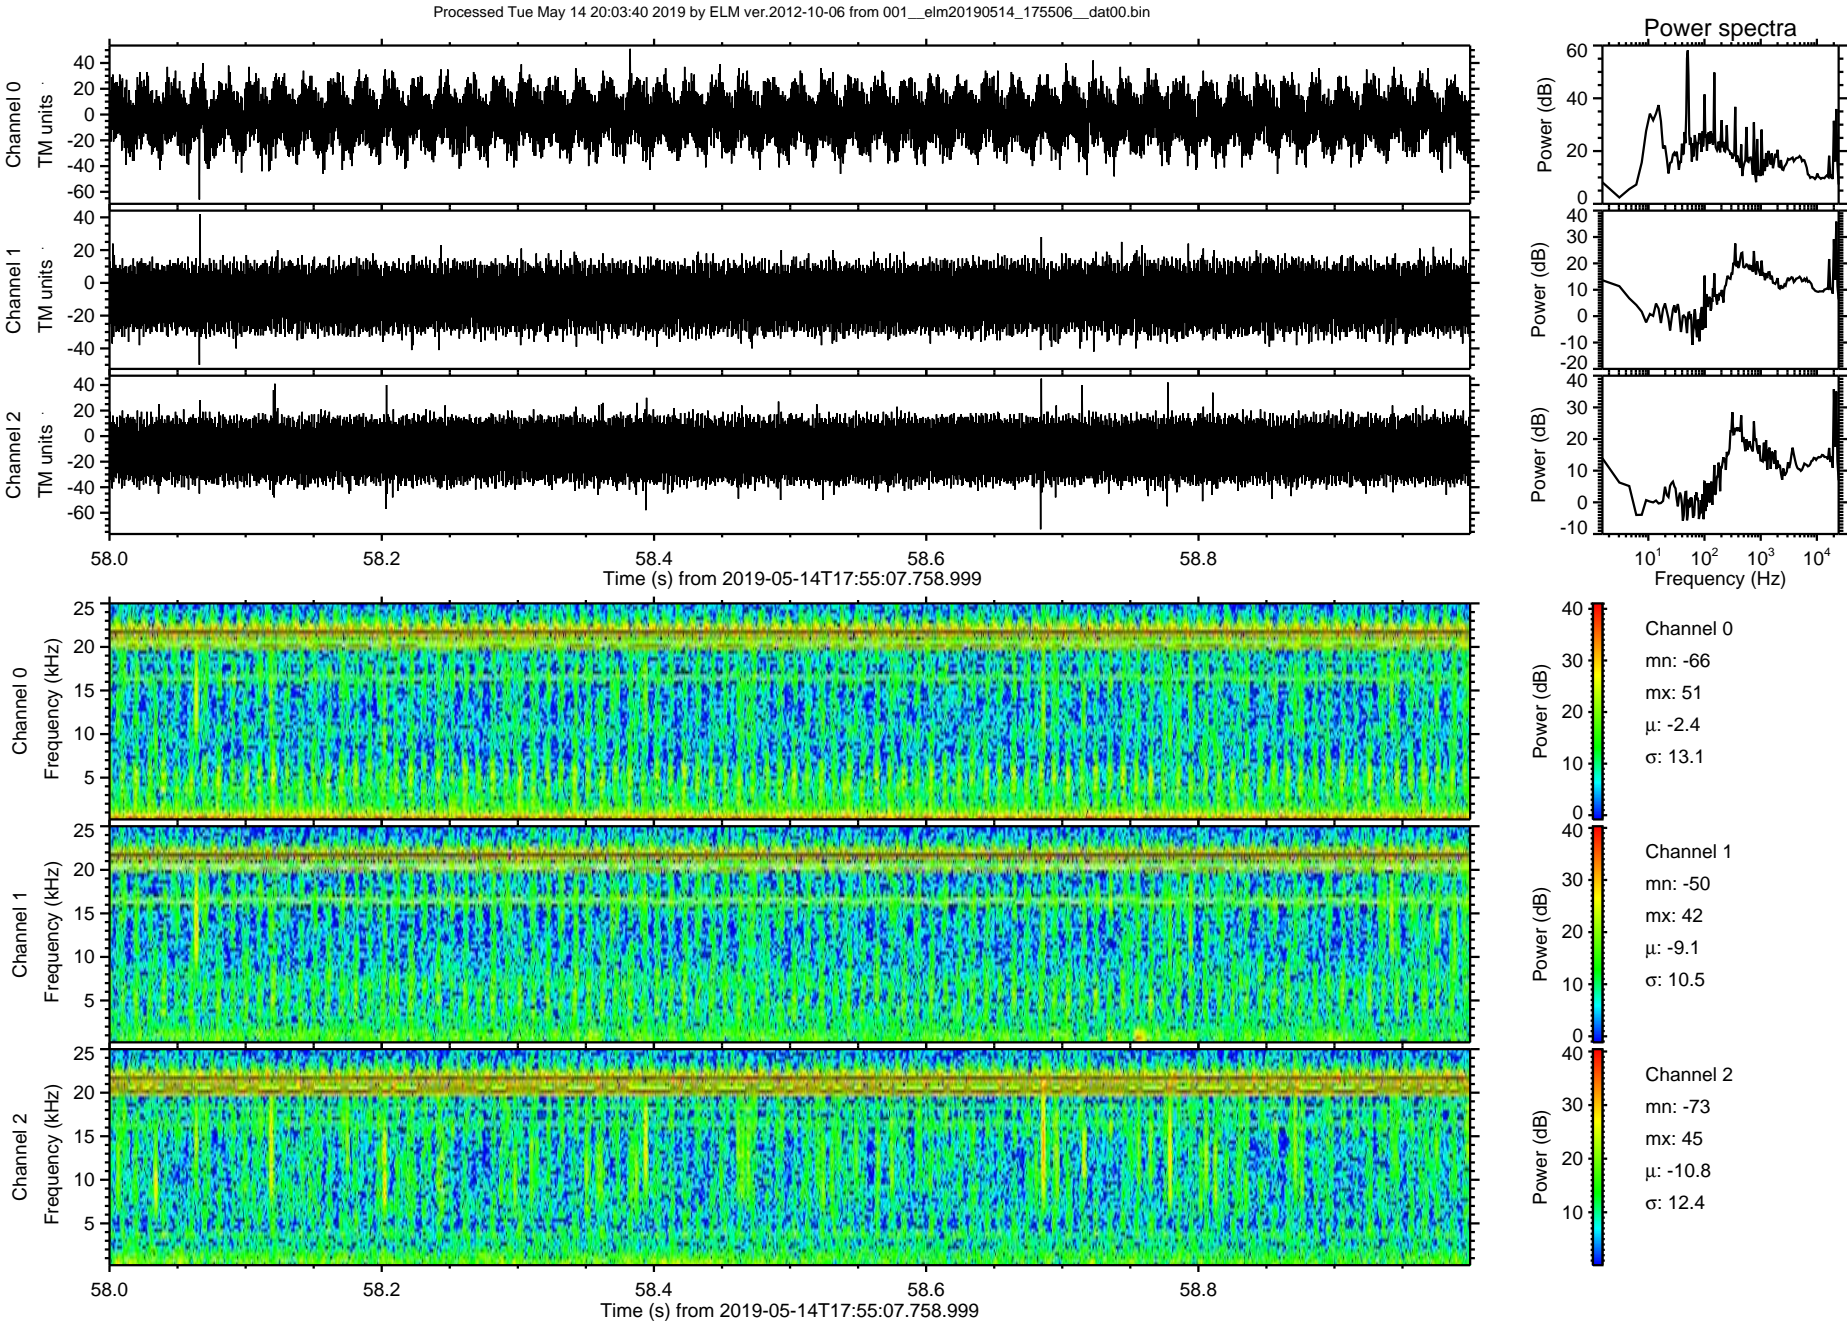 Processed Tue May 14 20:03:40 2019 by ELM ver.2012-10-06 from 001__elm20190514_175506__dat00.bin
Power spectra
Channel 0
TM units
40
20
0
-20
-40
-60
Power (dB)
60
40
20
0
Channel 1
TM units
40
20
0
-20
-40
Power (dB)
40
30
20
10
0
-10
-20
Channel 2
TM units
40
20
0
-20
-40
-60
Power (dB)
40
30
20
10
0
-10
58.0 58.2 58.4 58.6 58.8
Time (s) from 2019-05-14T17:55:07.758.999
10^1 10^2 10^3 10^4
Frequency (Hz)
Channel 0
Frequency (kHz)
25
20
15
10
5
Power (dB)
40
30
20
10
0
Channel 0
mn: -66
mx: 51
μ: -2.4
σ: 13.1
Channel 1
Frequency (kHz)
25
20
15
10
5
Power (dB)
40
30
20
10
0
Channel 1
mn: -50
mx: 42
μ: -9.1
σ: 10.5
Channel 2
Frequency (kHz)
25
20
15
10
5
Power (dB)
40
30
20
10
Channel 2
mn: -73
mx: 45
μ: -10.8
σ: 12.4
58.0 58.2 58.4 58.6 58.8
Time (s) from 2019-05-14T17:55:07.758.999